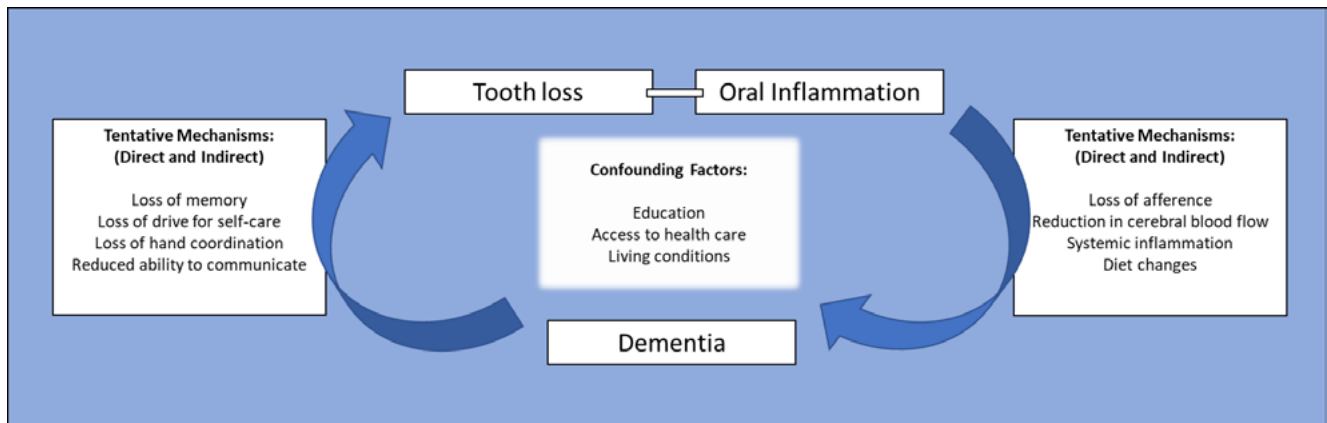 Tooth loss
Oral Inflammation
Tentative Mechanisms:
(Direct and Indirect)
Loss of memory
Loss of drive for self-care
Loss of hand coordination
Reduced ability to communicate
Confounding Factors:
Education
Access to health care
Living conditions
Tentative Mechanisms:
(Direct and Indirect)
Loss of afference
Reduction in cerebral blood flow
Systemic inflammation
Diet changes
Dementia